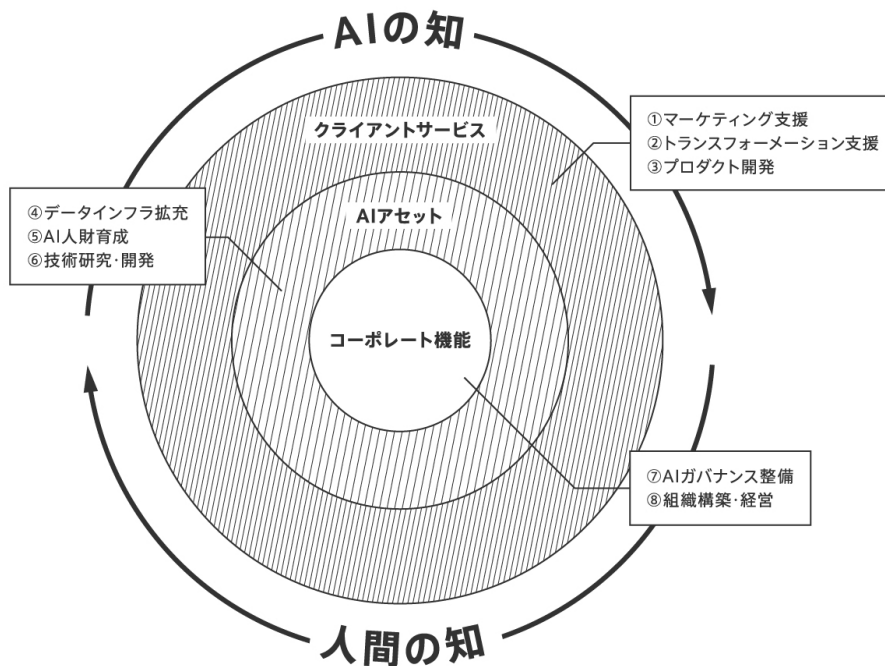 AIの知
クライアントサービス
①マーケティング支援
②トランスフォーメーション支援
③プロダクト開発
④データインフラ拡充
⑤AI人財育成
⑥技術研究・開発
AIアセット
コーポレート機能
⑦AIガバナンス整備
⑧組織構築・経営
人間の知